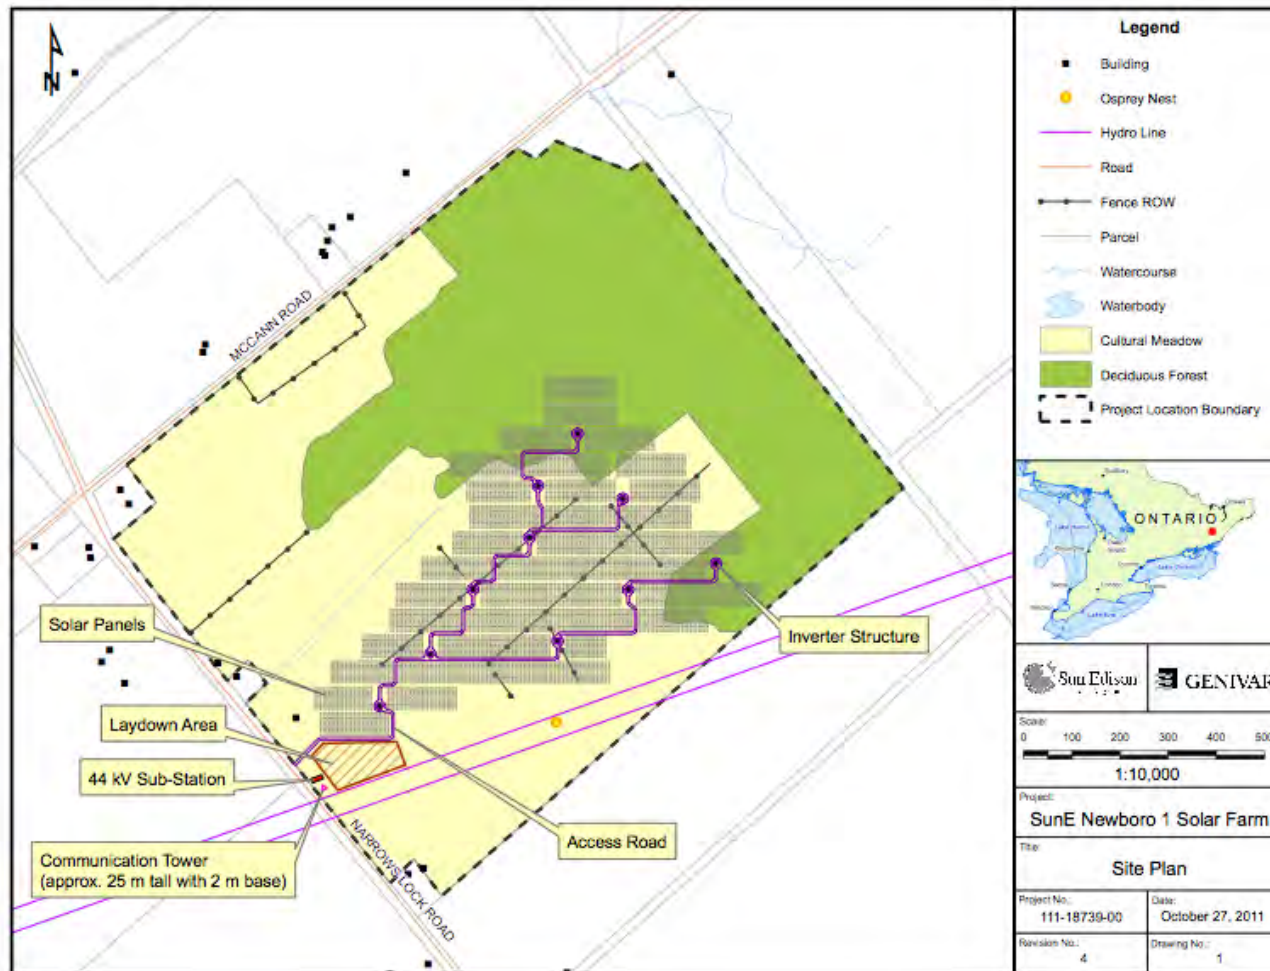 N
MCCANN ROAD
Solar Panels
Laydown Area
44 kV Sub-Station
Communication Tower
(approx. 25 m tall with 2 m base)
NARROWS LOCK ROAD
Access Road
Inverter Structure
Legend
Building
Osprey Nest
Hydro Line
Road
Fence ROW
Parcel
Watercourse
Waterbody
Cultural Meadow
Deciduous Forest
Project Location Boundary
ONTARIO
Sun Edison
GENIVAR
Scale:
0 100 200 300 400 500
1:10,000
Project:
SunE Newboro 1 Solar Farm
Title:
Site Plan
Project No.:
111-18739-00
Date:
October 27, 2011
Revision No.:
4
Drawing No.:
1